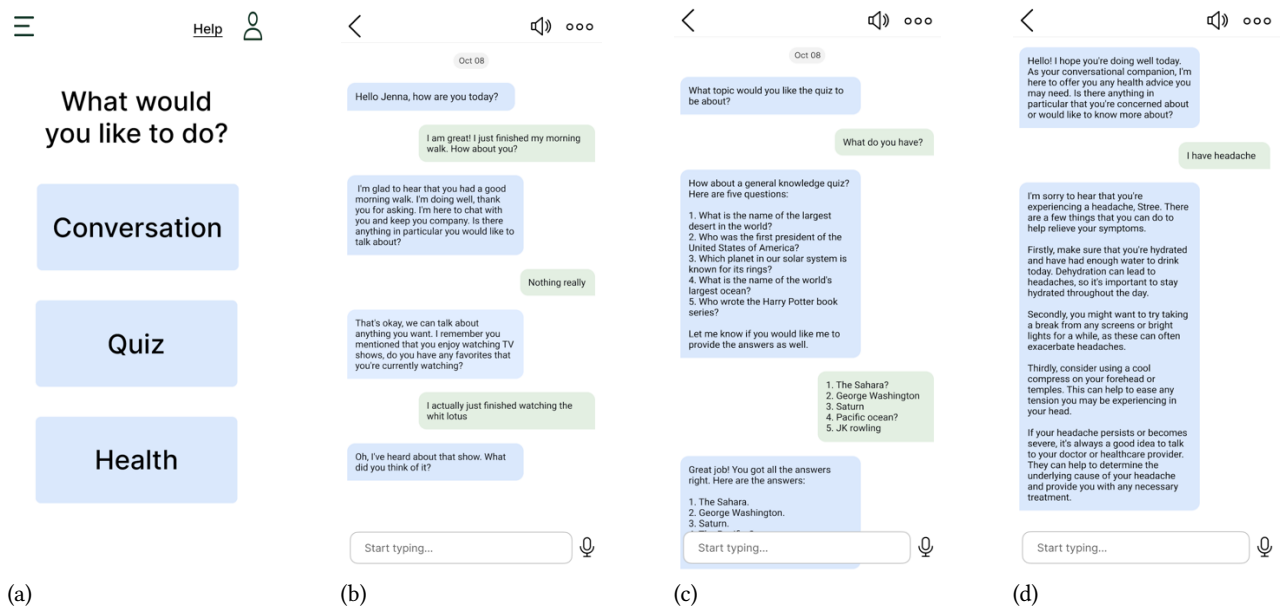 Help
What would
you like to do?
Conversation
Quiz
Health
(a)
Oct 08
Hello Jenna, how are you today?
I am great! I just finished my morning
walk. How about you?
I'm glad to hear that you had a good
morning walk. I'm doing well, thank
you for asking. I'm here to chat with
you and keep you company. Is there
anything in particular you would like to
talk about?
Nothing really
That's okay, we can talk about
anything you want. I remember you
mentioned that you enjoy watching TV
shows, do you have any favorites that
you're currently watching?
I actually just finished watching the
whit lotus
Oh, I've heard about that show. What
did you think of it?
Start typing...
(b)
Oct 08
What topic would you like the quiz to
be about?
What do you have?
How about a general knowledge quiz?
Here are five questions:
1. What is the name of the largest
desert in the world?
2. Who was the first president of the
United States of America?
3. Which planet in our solar system is
known for its rings?
4. What is the name of the world's
largest ocean?
5. Who wrote the Harry Potter book
series?
Let me know if you would like me to
provide the answers as well.
1. The Sahara?
2. George Washington
3. Saturn
4. Pacific ocean?
5. JK rowling
Great job! You got all the answers
right. Here are the answers:
1. The Sahara.
2. George Washington.
3. Saturn.
Start typing...
(c)
Hello! I hope you're doing well today.
As your conversational companion, I'm
here to offer you any health advice you
may need. Is there anything in
particular that you're concerned about
or would like to know more about?
I have headache
I'm sorry to hear that you're
experiencing a headache, Stree. There
are a few things that you can do to
help relieve your symptoms.
Firstly, make sure that you're hydrated
and have had enough water to drink
today. Dehydration can lead to
headaches, so it's important to stay
hydrated throughout the day.
Secondly, you might want to try taking
a break from any screens or bright
lights for a while, as these can often
exacerbate headaches.
Thirdly, consider using a cool
compress on your forehead or
temples. This can help to ease any
tension you may be experiencing in
your head.
If your headache persists or becomes
severe, it's always a good idea to talk
to your doctor or healthcare provider.
They can help to determine the
underlying cause of your headache
and provide you with any necessary
treatment.
Start typing...
(d)